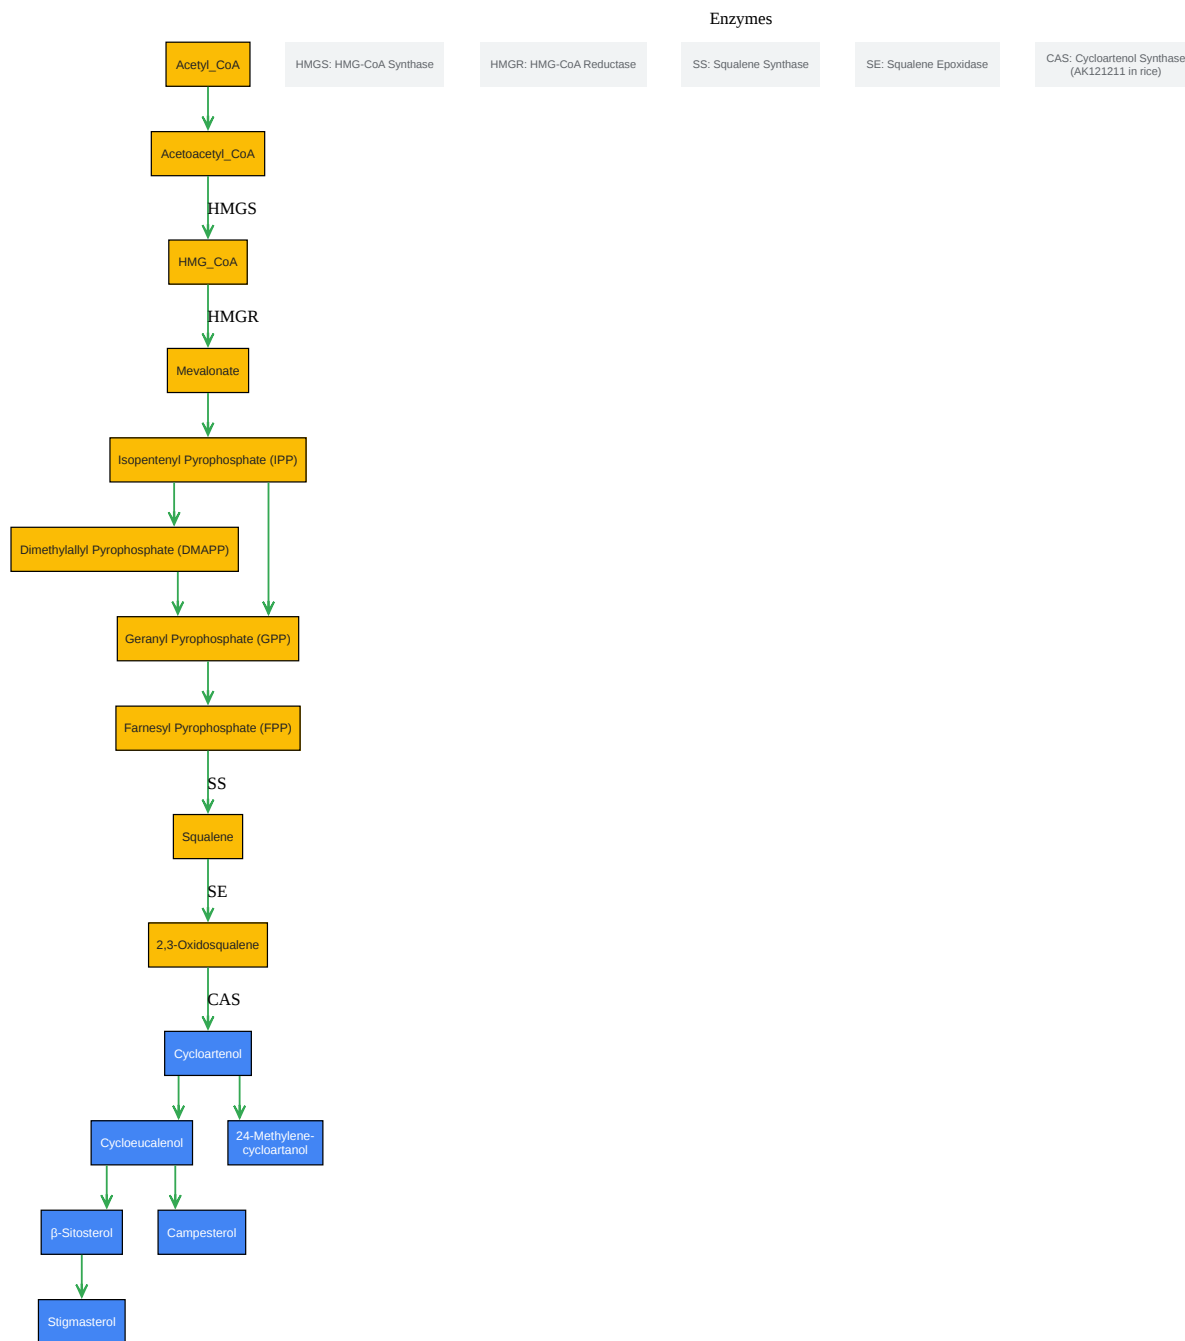 Enzymes
Acetyl_CoA
HMGS: HMG-CoA Synthase
HMGR: HMG-CoA Reductase
SS: Squalene Synthase
SE: Squalene Epoxidase
CAS: Cycloartenol Synthase
(AK121211 in rice)
Acetoacetyl_CoA
HMGS
HMG_CoA
HMGR
Mevalonate
Isopentenyl Pyrophosphate (IPP)
Dimethylallyl Pyrophosphate (DMAPP)
Geranyl Pyrophosphate (GPP)
Farnesyl Pyrophosphate (FPP)
SS
Squalene
SE
2,3-Oxidosqualene
CAS
Cycloartenol
Cycloeucalenol
24-Methylene-
cycloartanol
β-Sitosterol
Campesterol
Stigmasterol